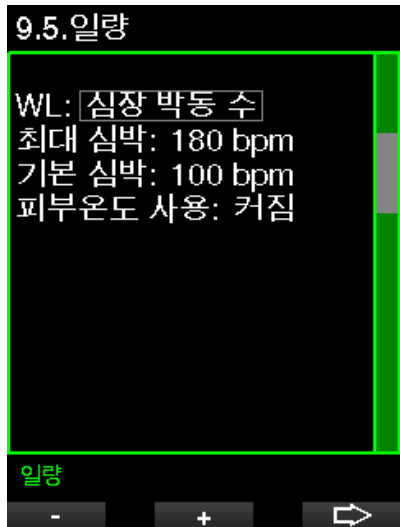 9.5.일량
WL: 심장 박동 수
최대 심박: 180 bpm
기본 심박: 100 bpm
피부온도 사용: 커짐
일량
- +